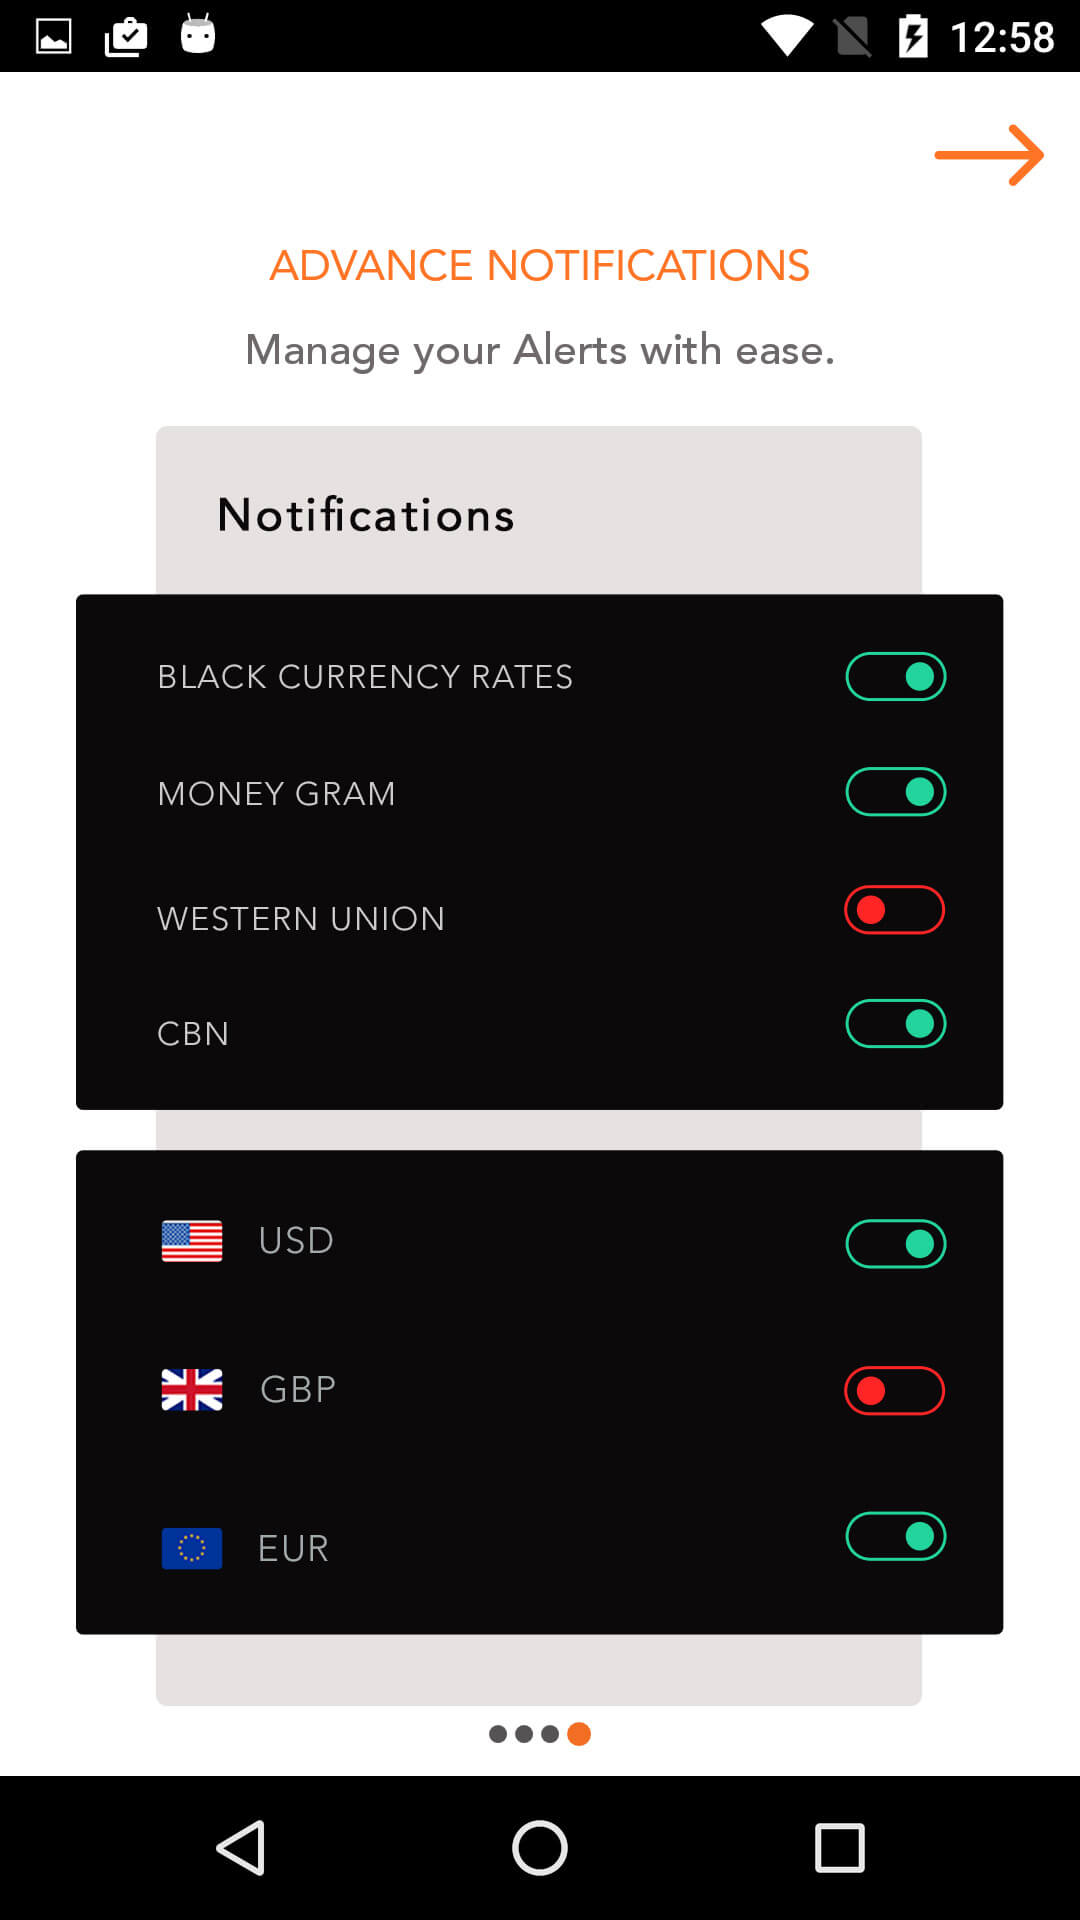 12:58
ADVANCE NOTIFICATIONS
Manage your Alerts with ease.
Notifications
BLACK CURRENCY RATES
MONEY GRAM
WESTERN UNION
CBN
USD
GBP
EUR